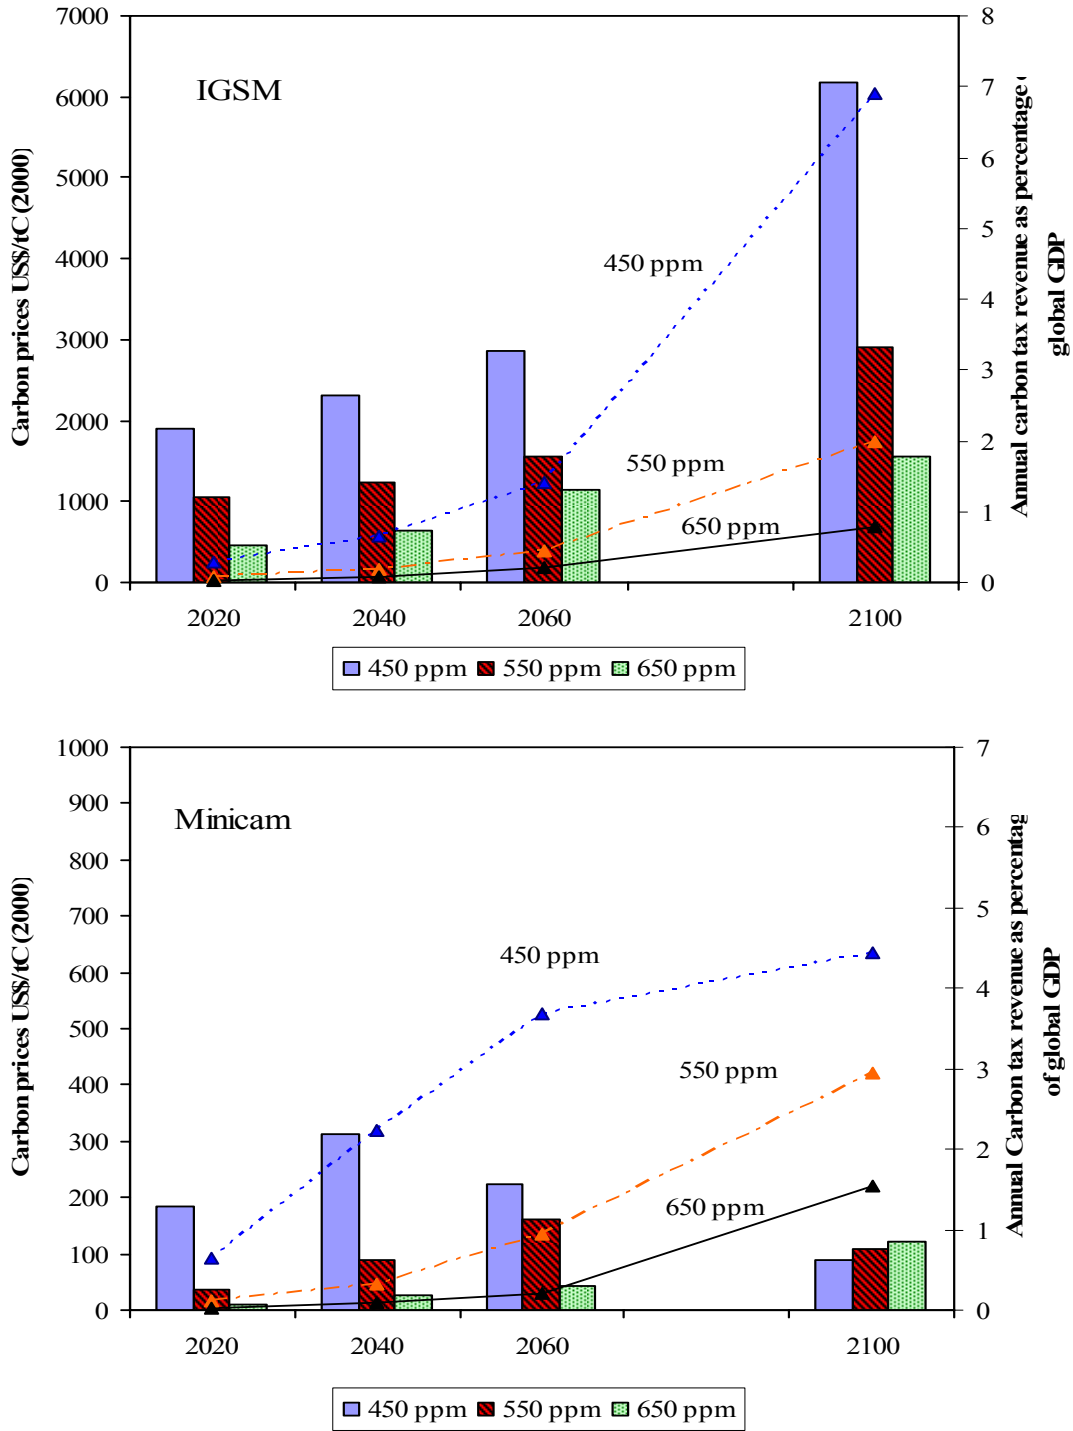 7000
6000
5000
4000
3000
2000
1000
0
Carbon prices US$/tC (2000)
IGSM
450 ppm
550 ppm
650 ppm
8
7
6
5
4
3
2
1
0
Annual carbon tax revenue as percentage
global GDP
2020 2040 2060 2100
450 ppm 550 ppm 650 ppm
1000
900
800
700
600
500
400
300
200
100
0
Carbon prices US$/tC (2000)
Minicam
450 ppm
550 ppm
650 ppm
7
6
5
4
3
2
1
0
Annual Carbon tax revenue as percentag
of global GDP
2020 2040 2060 2100
450 ppm 550 ppm 650 ppm